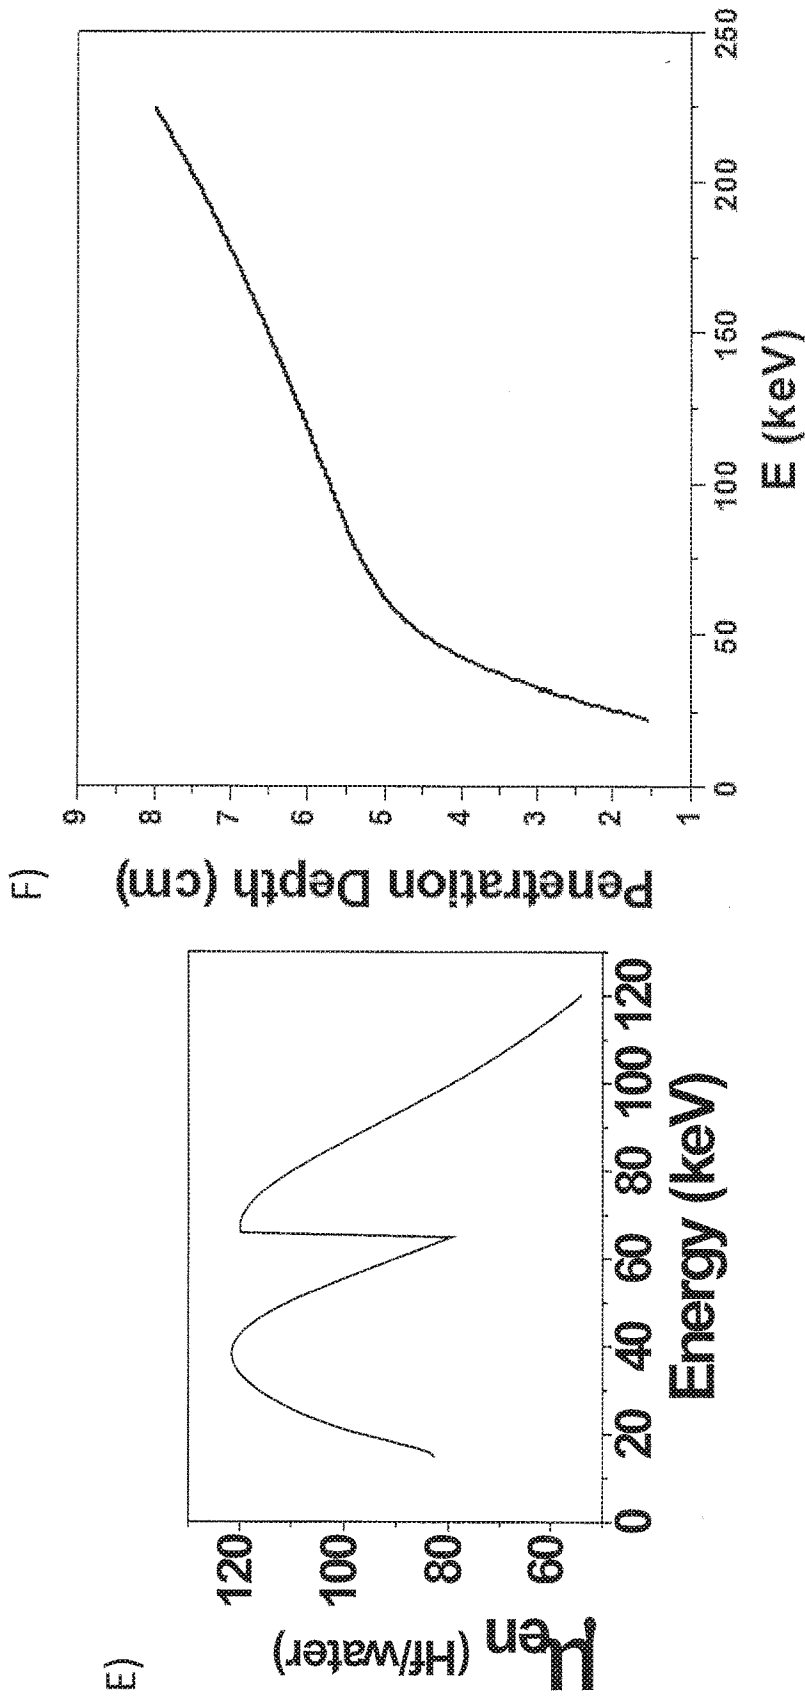 E)
μen (Hf/water)
120
100
80
60
0 20 40 60 80 100 120
Energy (keV)
F)
Penetration Depth (cm)
9
8
7
6
5
4
3
2
1
0 50 100 150 200 250
E (keV)